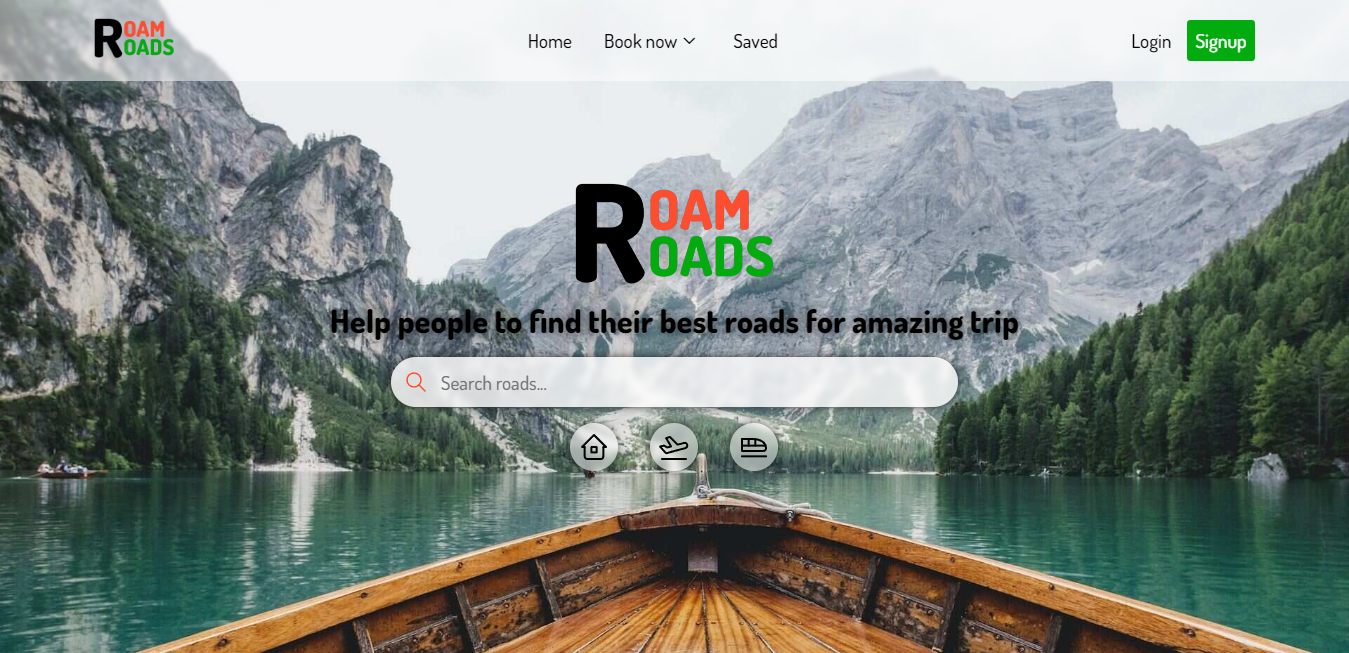 ROAM
ROADS
Home
Book now
Saved
Login
Signup
ROAM
ROADS
Help people to find their best roads for amazing trip
Search roads...